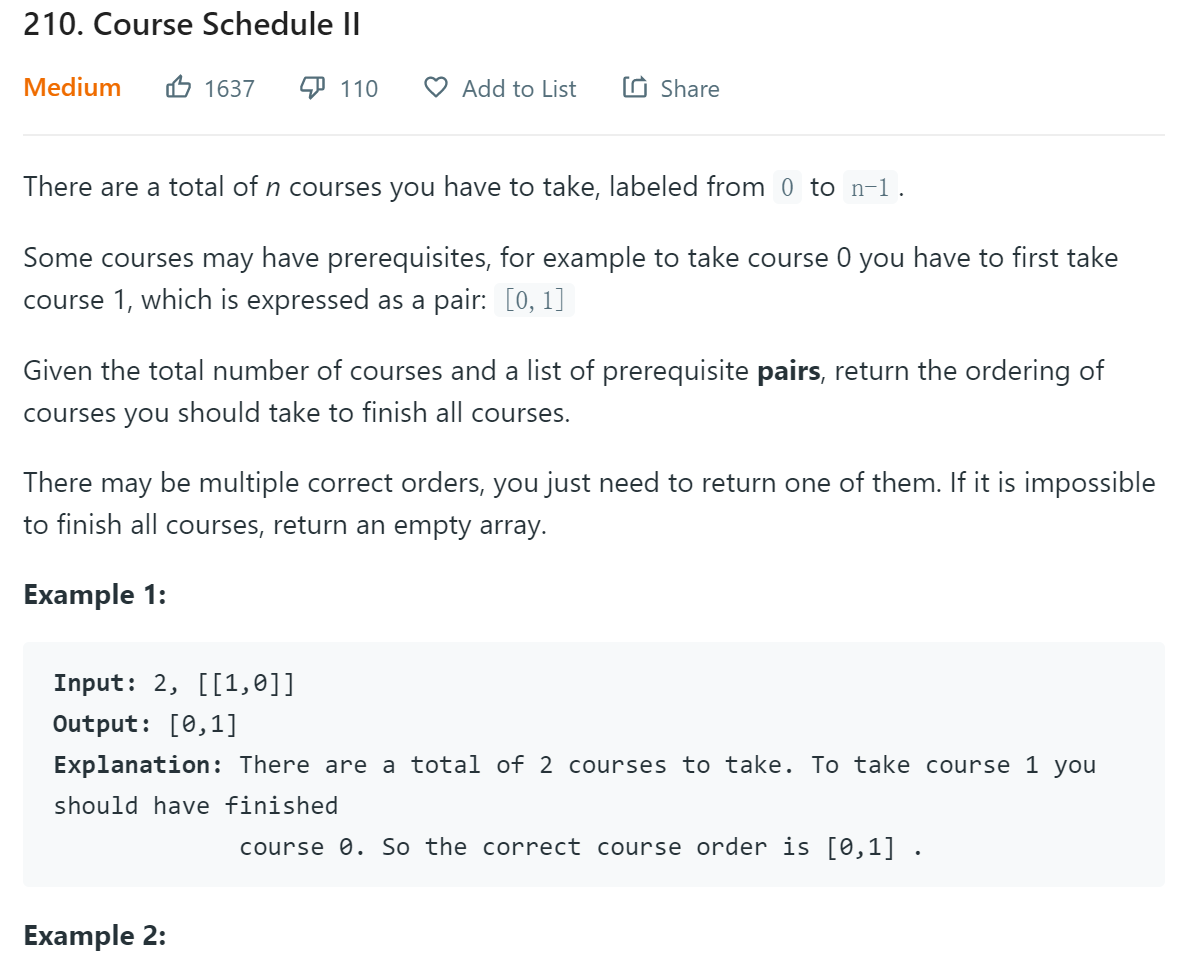 210. Course Schedule II
Medium 1637 110 Add to List Share
There are a total of n courses you have to take, labeled from 0 to n-1.
Some courses may have prerequisites, for example to take course 0 you have to first take
course 1, which is expressed as a pair: [0, 1]
Given the total number of courses and a list of prerequisite pairs, return the ordering of
courses you should take to finish all courses.
There may be multiple correct orders, you just need to return one of them. If it is impossible
to finish all courses, return an empty array.
Example 1:
Input: 2, [[1,0]]
Output: [0,1]
Explanation: There are a total of 2 courses to take. To take course 1 you
should have finished
course 0. So the correct course order is [0,1] .
Example 2: